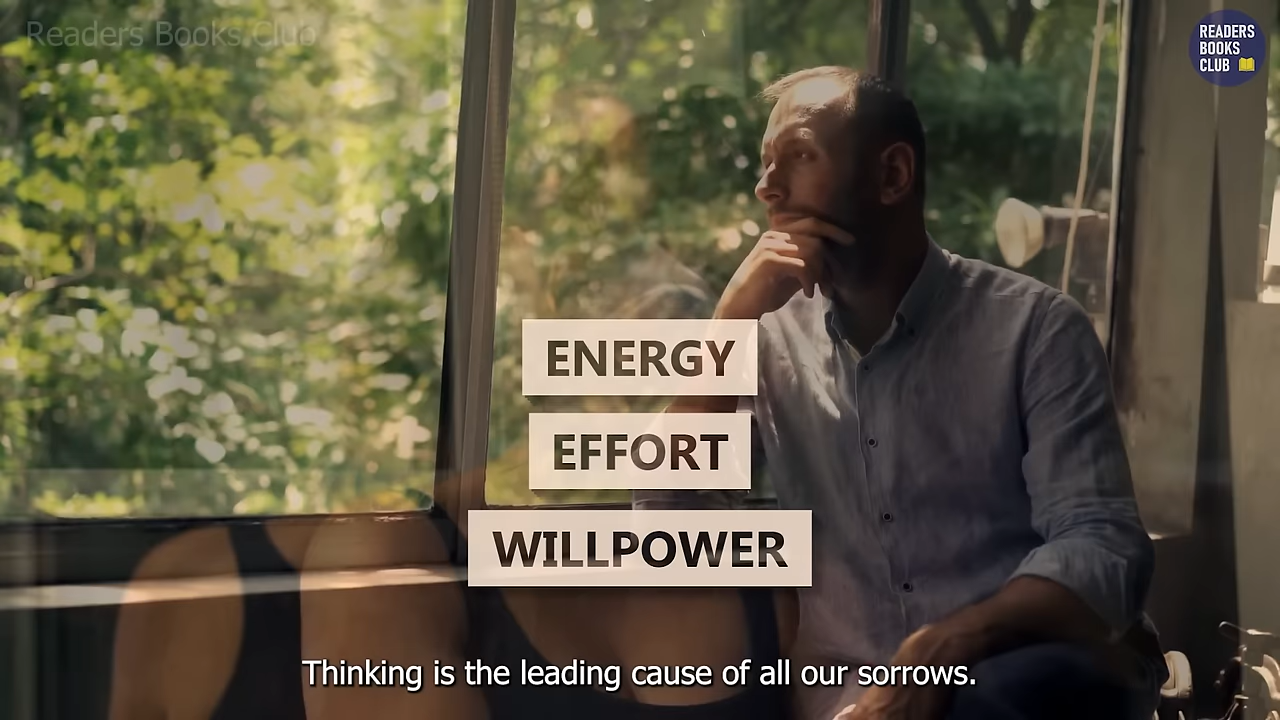 Readers Books Club
READERS
BOOKS
CLUB
ENERGY
EFFORT
WILLPOWER
Thinking is the leading cause of all our sorrows.